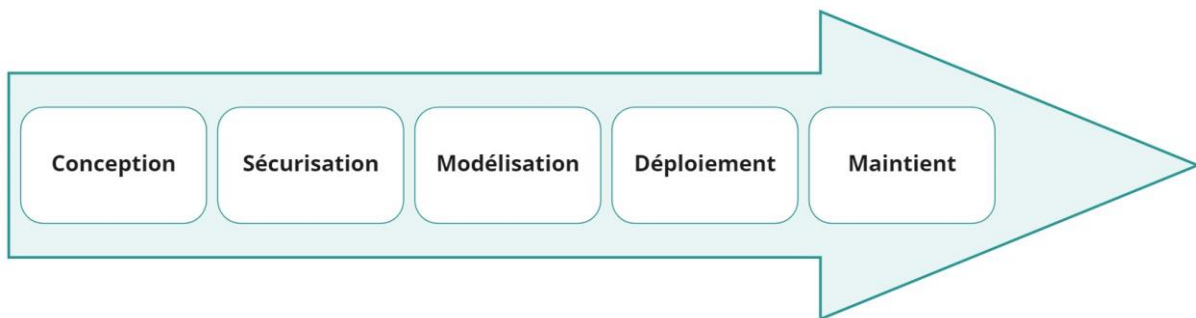 Conception
Sécurisation
Modélisation
Déploiement
Maintient